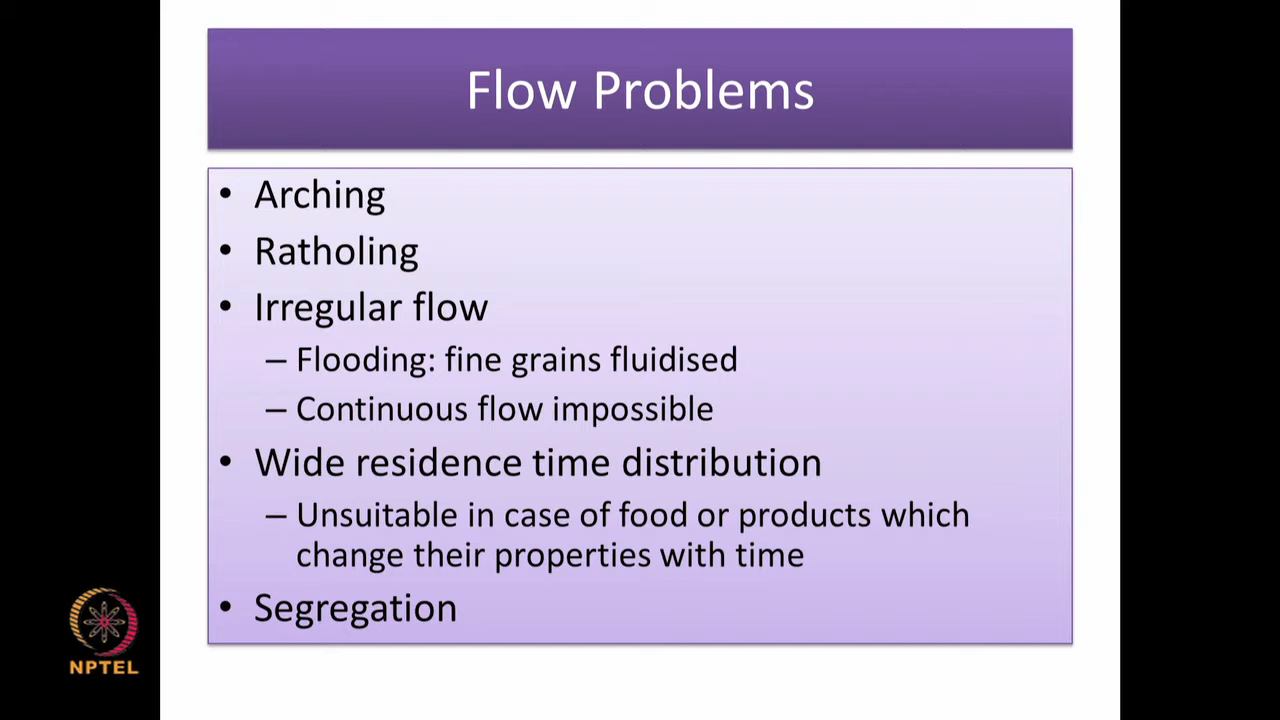 Flow Problems
• Arching
• Ratholing
• Irregular flow
– Flooding: fine grains fluidised
– Continuous flow impossible
• Wide residence time distribution
– Unsuitable in case of food or products which
change their properties with time
• Segregation
NPTEL